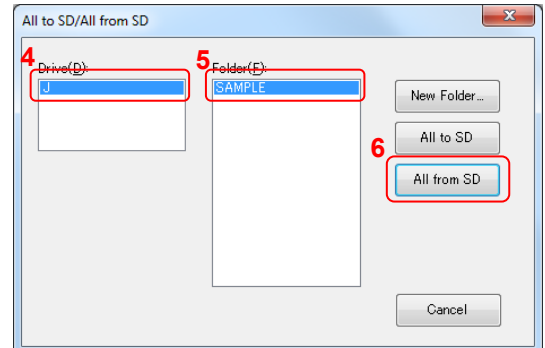 All to SD/All from SD
4
Drive(D):
J
5
Folder(F):
SAMPLE
New Folder...
All to SD
6
All from SD
Cancel